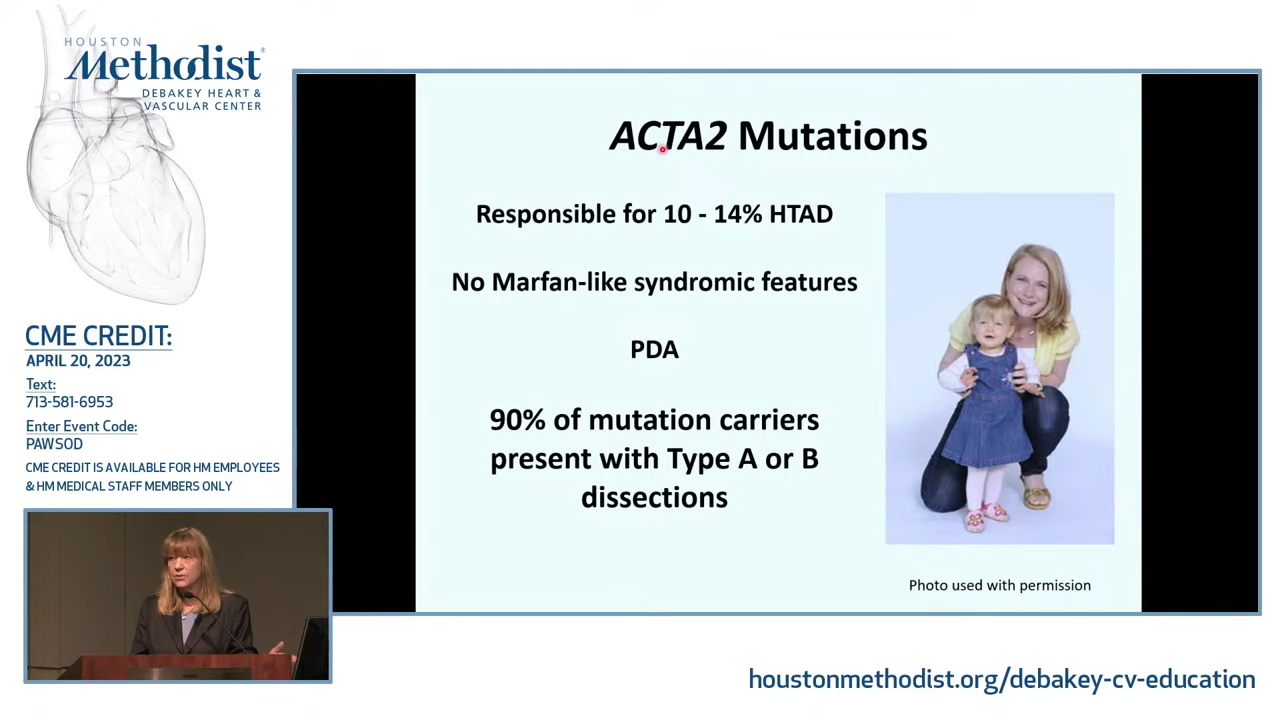 HOUSTON
Methodist®
DEBAKEY HEART &
VASCULAR CENTER
CME CREDIT:
APRIL 20, 2023
Text:
713-581-6953
Enter Event Code:
PAWSOD
CME CREDIT IS AVAILABLE FOR HM EMPLOYEES
& HM MEDICAL STAFF MEMBERS ONLY
ACTA2 Mutations
Responsible for 10 - 14% HTAD
No Marfan-like syndromic features
PDA
90% of mutation carriers
present with Type A or B
dissections
Photo used with permission
houstonmethodist.org/debakey-cv-education